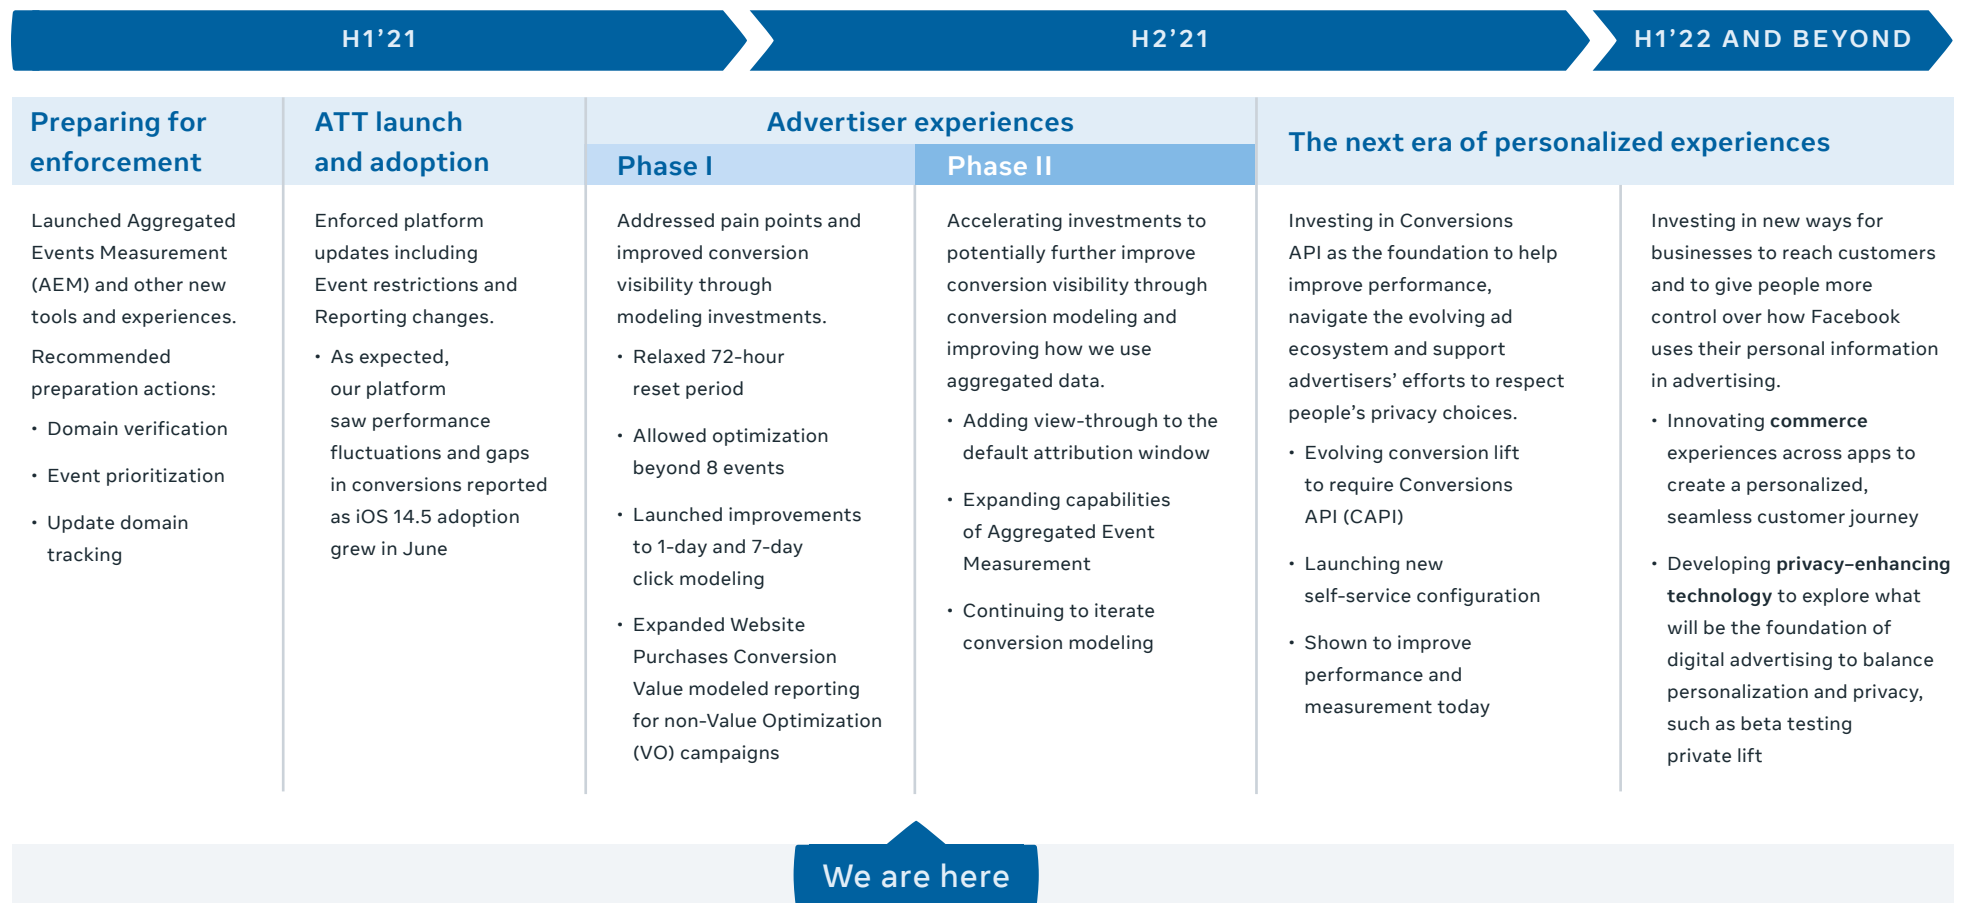 H1’21
H2’21
H1’22 AND BEYOND
Preparing for
enforcement
Launched Aggregated
Events Measurement
(AEM) and other new
tools and experiences.
Recommended
preparation actions:
• Domain verification
• Event prioritization
• Update domain
tracking
ATT launch
and adoption
Enforced platform
updates including
Event restrictions and
Reporting changes.
• As expected,
our platform
saw performance
fluctuations and gaps
in conversions reported
as iOS 14.5 adoption
grew in June
Advertiser experiences
Phase I
Addressed pain points and
improved conversion
visibility through
modeling investments.
• Relaxed 72-hour
reset period
• Allowed optimization
beyond 8 events
• Launched improvements
to 1-day and 7-day
click modeling
• Expanded Website
Purchases Conversion
Value modeled reporting
for non-Value Optimization
(VO) campaigns
Phase II
Accelerating investments to
potentially further improve
conversion visibility through
conversion modeling and
improving how we use
aggregated data.
• Adding view-through to the
default attribution window
• Expanding capabilities
of Aggregated Event
Measurement
• Continuing to iterate
conversion modeling
The next era of personalized experiences
Investing in Conversions
API as the foundation to help
improve performance,
navigate the evolving ad
ecosystem and support
advertisers’ efforts to respect
people’s privacy choices.
• Evolving conversion lift
to require Conversions
API (CAPI)
• Launching new
self-service configuration
• Shown to improve
performance and
measurement today
Investing in new ways for
businesses to reach customers
and to give people more
control over how Facebook
uses their personal information
in advertising.
• Innovating commerce
experiences across apps to
create a personalized,
seamless customer journey
• Developing privacy–enhancing
technology to explore what
will be the foundation of
digital advertising to balance
personalization and privacy,
such as beta testing
private lift
We are here